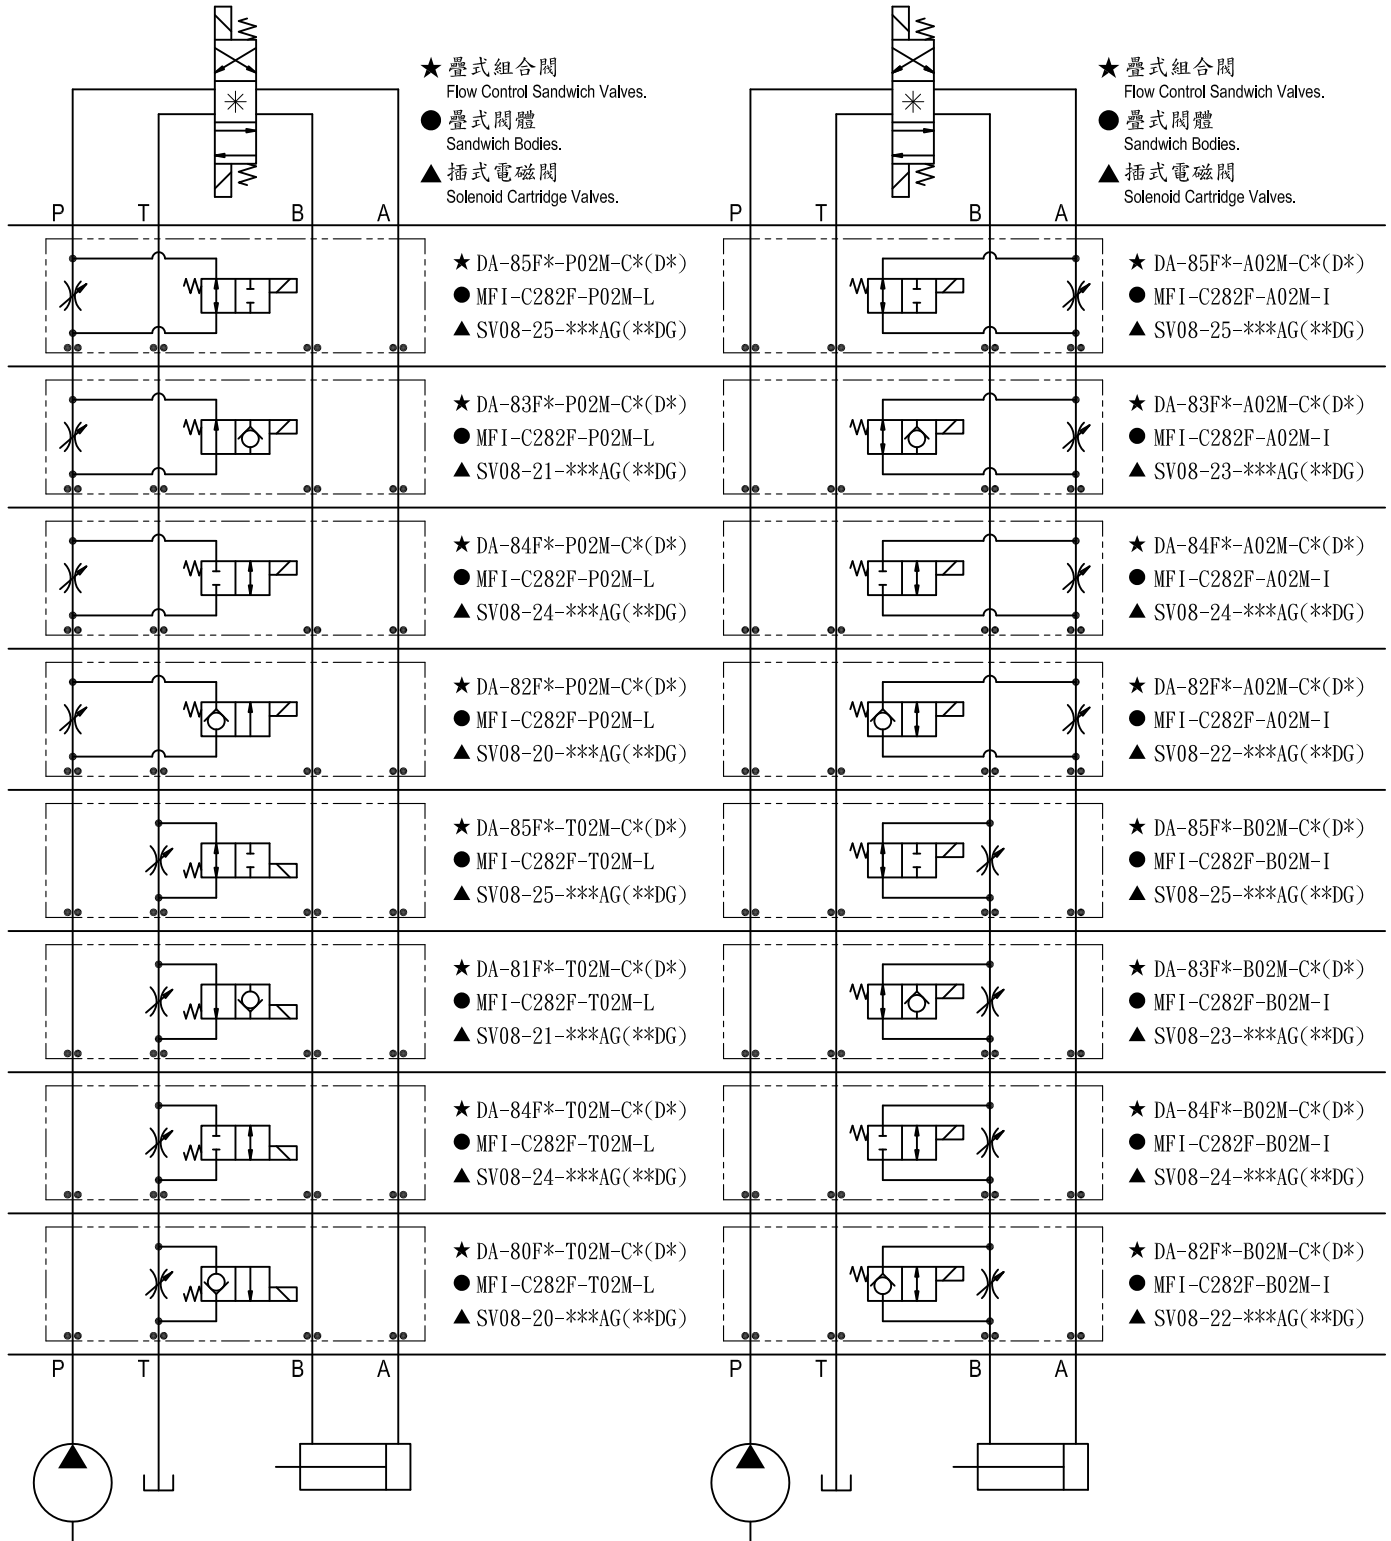 ★ 疊式組合閥
Flow Control Sandwich Valves.
● 疊式閥體
Sandwich Bodies.
▲ 插式電磁閥
Solenoid Cartridge Valves.
P T B A
★ DA-85F*-P02M-C*(D*)
● MFI-C282F-P02M-L
▲ SV08-25-***AG(**DG)
★ DA-83F*-P02M-C*(D*)
● MFI-C282F-P02M-L
▲ SV08-21-***AG(**DG)
★ DA-84F*-P02M-C*(D*)
● MFI-C282F-P02M-L
▲ SV08-24-***AG(**DG)
★ DA-82F*-P02M-C*(D*)
● MFI-C282F-P02M-L
▲ SV08-20-***AG(**DG)
★ DA-85F*-T02M-C*(D*)
● MFI-C282F-T02M-L
▲ SV08-25-***AG(**DG)
★ DA-81F*-T02M-C*(D*)
● MFI-C282F-T02M-L
▲ SV08-21-***AG(**DG)
★ DA-84F*-T02M-C*(D*)
● MFI-C282F-T02M-L
▲ SV08-24-***AG(**DG)
★ DA-80F*-T02M-C*(D*)
● MFI-C282F-T02M-L
▲ SV08-20-***AG(**DG)
P T B A
★ 疊式組合閥
Flow Control Sandwich Valves.
● 疊式閥體
Sandwich Bodies.
▲ 插式電磁閥
Solenoid Cartridge Valves.
P T B A
★ DA-85F*-A02M-C*(D*)
● MFI-C282F-A02M-I
▲ SV08-25-***AG(**DG)
★ DA-83F*-A02M-C*(D*)
● MFI-C282F-A02M-I
▲ SV08-23-***AG(**DG)
★ DA-84F*-A02M-C*(D*)
● MFI-C282F-A02M-I
▲ SV08-24-***AG(**DG)
★ DA-82F*-A02M-C*(D*)
● MFI-C282F-A02M-I
▲ SV08-22-***AG(**DG)
★ DA-85F*-B02M-C*(D*)
● MFI-C282F-B02M-I
▲ SV08-25-***AG(**DG)
★ DA-83F*-B02M-C*(D*)
● MFI-C282F-B02M-I
▲ SV08-23-***AG(**DG)
★ DA-84F*-B02M-C*(D*)
● MFI-C282F-B02M-I
▲ SV08-24-***AG(**DG)
★ DA-82F*-B02M-C*(D*)
● MFI-C282F-B02M-I
▲ SV08-22-***AG(**DG)
P T B A